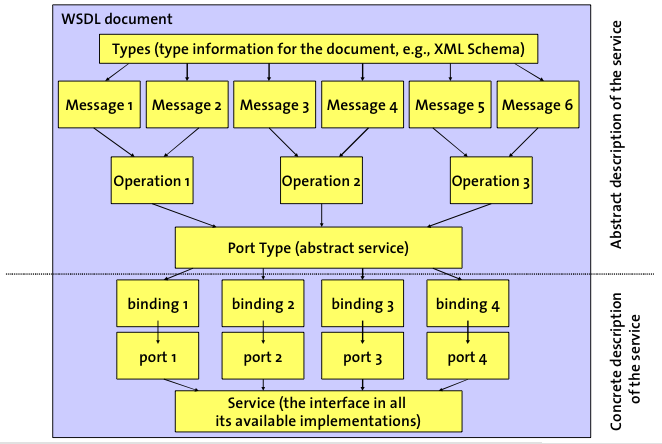 WSDL document
Types (type information for the document, e.g., XML Schema)
Message 1
Message 2
Message 3
Message 4
Message 5
Message 6
Operation 1
Operation 2
Operation 3
Port Type (abstract service)
Abstract description of the service
binding 1
binding 2
binding 3
binding 4
port 1
port 2
port 3
port 4
Service (the interface in all
its available implementations)
Concrete description
of the service